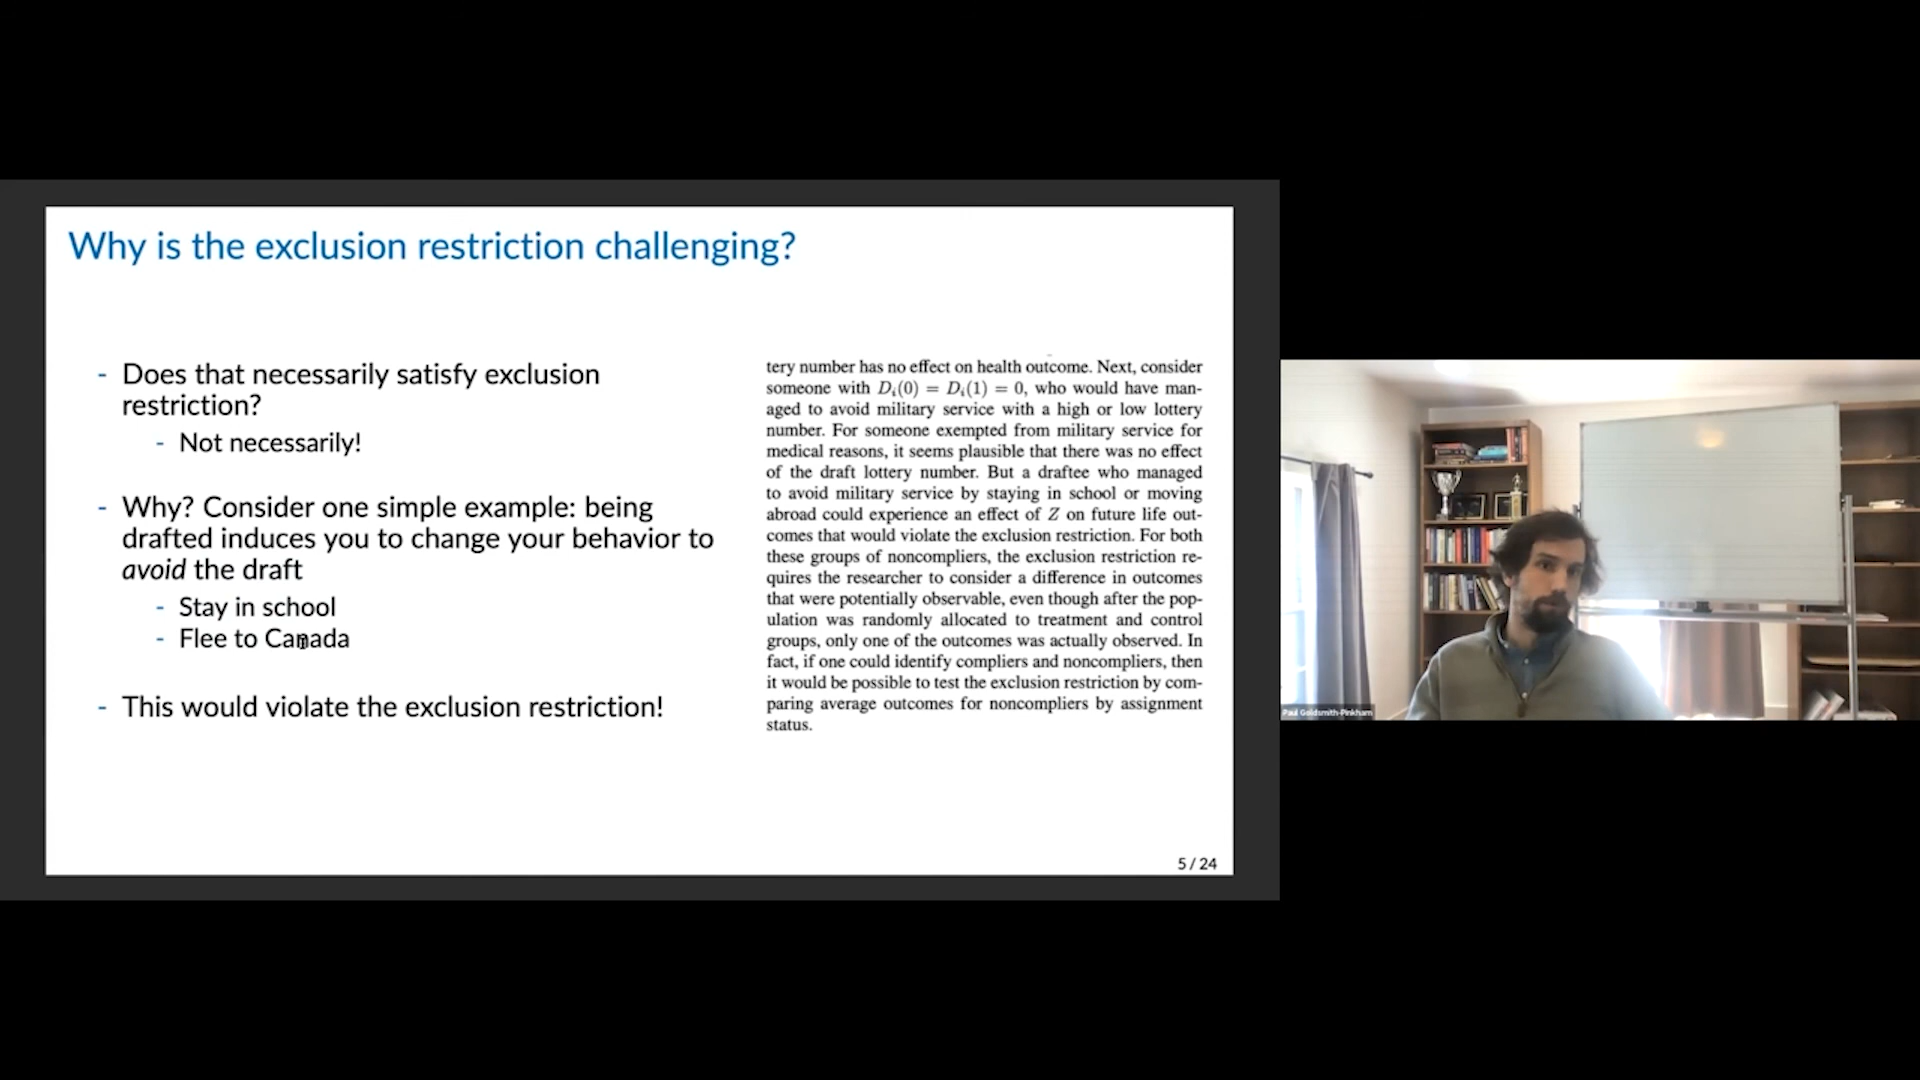 Why is the exclusion restriction challenging?
- Does that necessarily satisfy exclusion
restriction?
- Not necessarily!
- Why? Consider one simple example: being
drafted induces you to change your behavior to
avoid the draft
- Stay in school
- Flee to Canada
- This would violate the exclusion restriction!
tery number has no effect on health outcome. Next, consider
someone with Dᵢ(0) = Dᵢ(1) = 0, who would have man-
aged to avoid military service with a high or low lottery
number. For someone exempted from military service for
medical reasons, it seems plausible that there was no effect
of the draft lottery number. But a draftee who managed
to avoid military service by staying in school or moving
abroad could experience an effect of Z on future life out-
comes that would violate the exclusion restriction. For both
these groups of noncompliers, the exclusion restriction re-
quires the researcher to consider a difference in outcomes
that were potentially observable, even though after the pop-
ulation was randomly allocated to treatment and control
groups, only one of the outcomes was actually observed. In
fact, if one could identify compliers and noncompliers, then
it would be possible to test the exclusion restriction by com-
paring average outcomes for noncompliers by assignment
status.
5 / 24
Paul Goldsmith-Pinkham